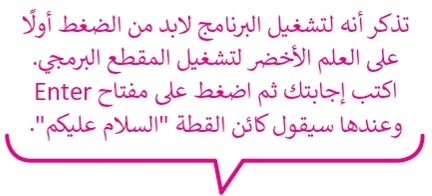 تذكر أنه لتشغيل البرنامج لابد من الضغط أولًا
على العلم الأخضر لتشغيل المقطع البرمجي.
اكتب إجابتك ثم اضغط على مفتاح Enter
وعندها سيقول كائن القطة "السلام عليكم".